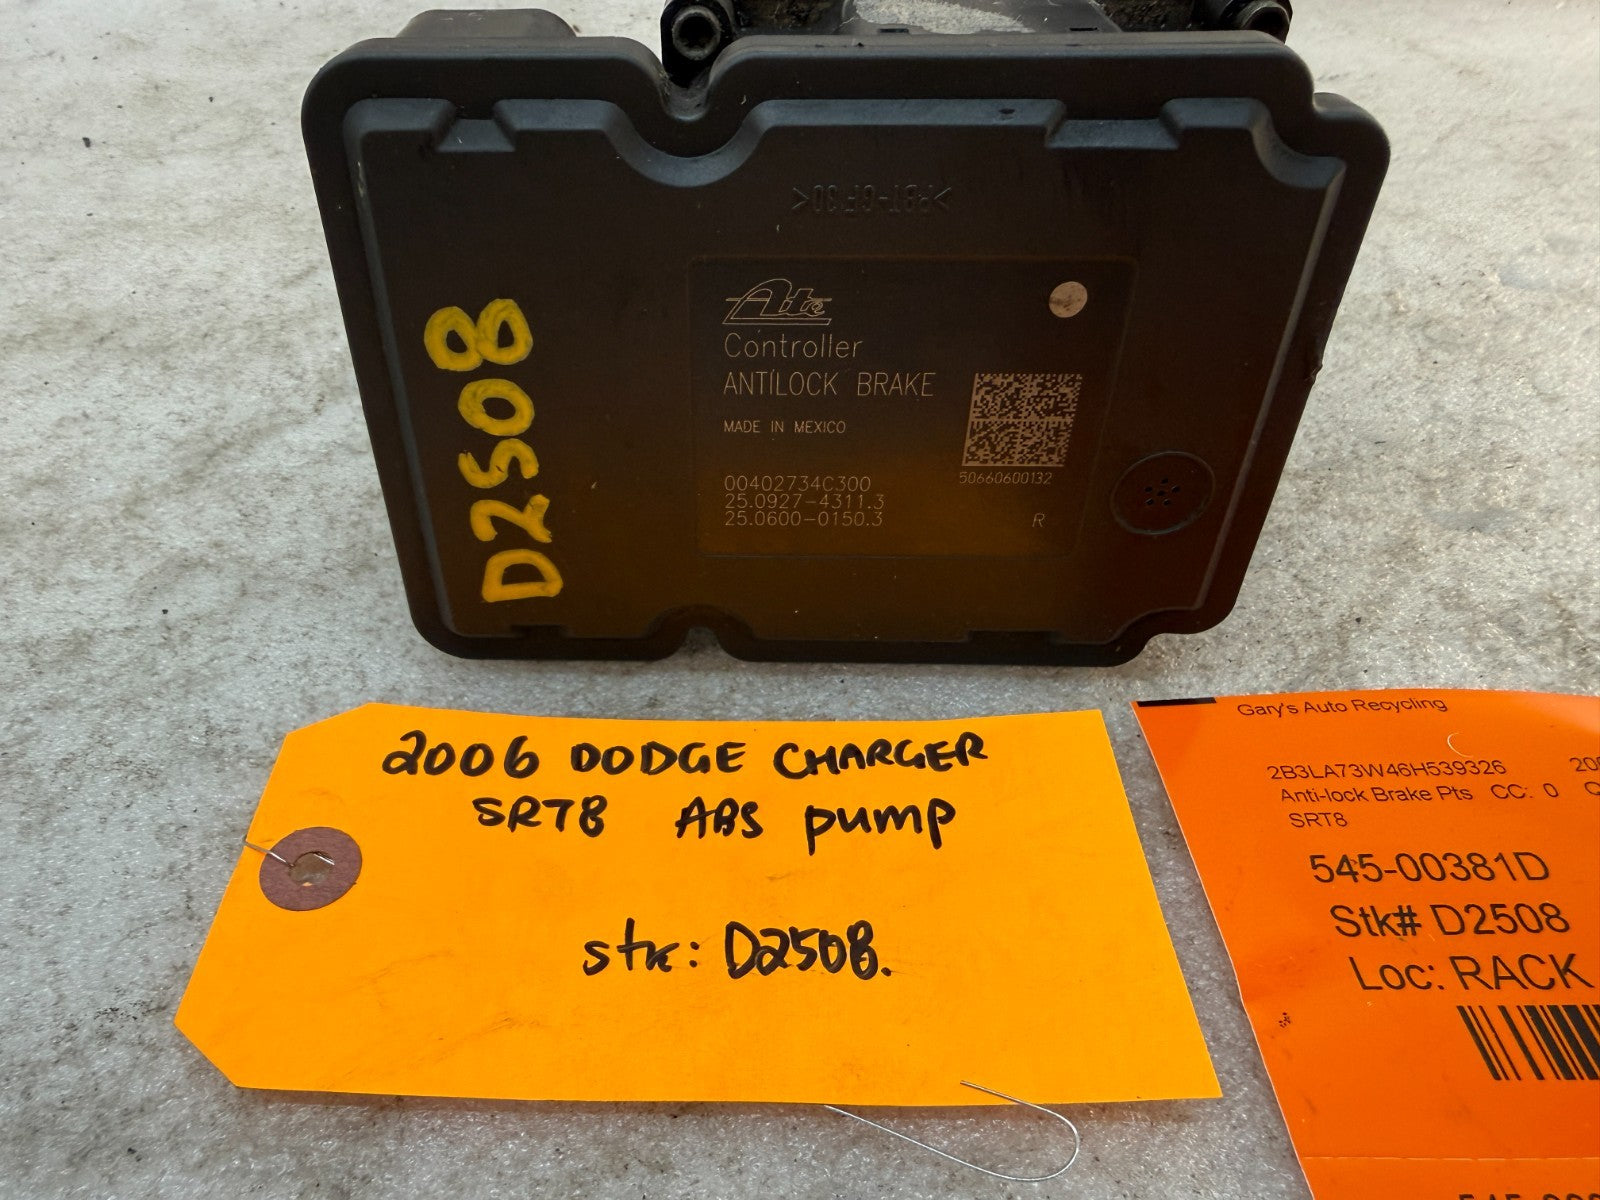 >PBT-GF30<
D2508
Ate
Controller
ANTILOCK BRAKE
MADE IN MEXICO
50660600132
00402734C300
25.0927-4311.3
25.0600-0150.3
R
2006 DODGE CHARGER
SRT8 ABS pump
stk: D2508.
Gary's Auto Recycling
2B3LA73W46H539326
Anti-lock Brake Pts CC: 0
SRT8
545-00381D
Stk# D2508
Loc: RACK